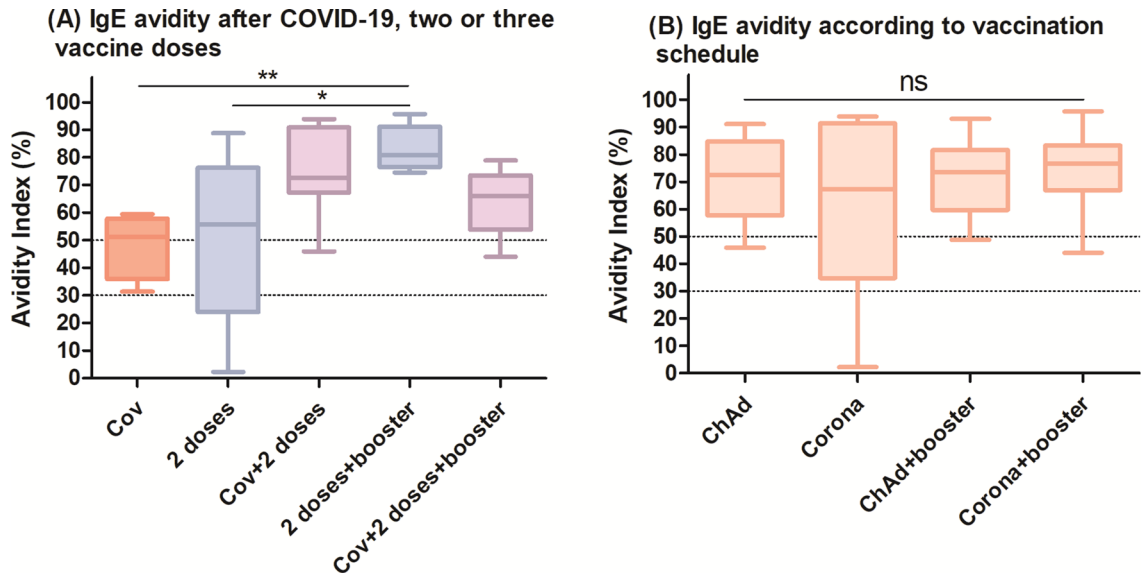 (A) IgE avidity after COVID-19, two or three
vaccine doses
**
*
Avidity Index (%)
100
90
80
70
60
50
40
30
20
10
0
Cov
2 doses
Cov+2 doses
2 doses+booster
Cov+2 doses+booster
(B) IgE avidity according to vaccination
schedule
ns
Avidity Index (%)
100
90
80
70
60
50
40
30
20
10
0
ChAd
Corona
ChAd+booster
Corona+booster